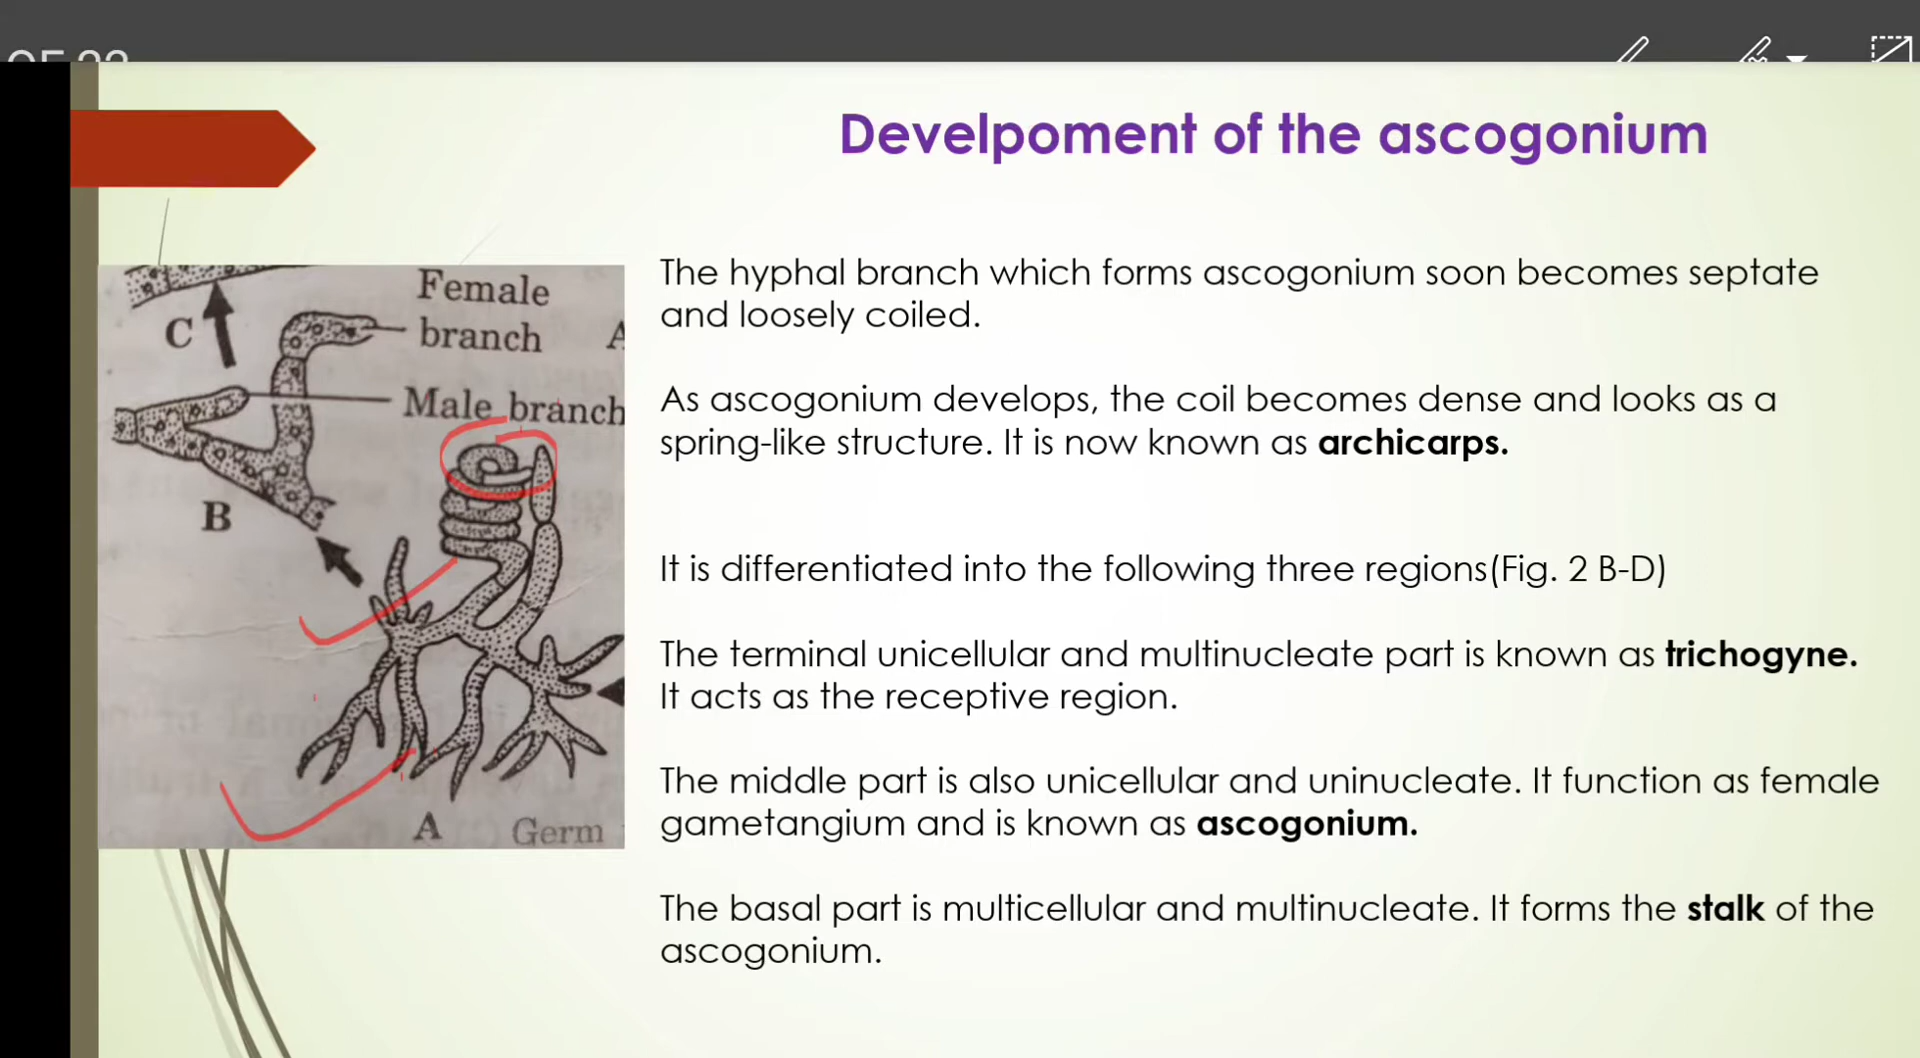 Develpoment of the ascogonium
Female
branch
C
Male branch
B
A
Germ
A
The hyphal branch which forms ascogonium soon becomes septate
and loosely coiled.
As ascogonium develops, the coil becomes dense and looks as a
spring-like structure. It is now known as archicarps.
It is differentiated into the following three regions(Fig. 2 B-D)
The terminal unicellular and multinucleate part is known as trichogyne.
It acts as the receptive region.
The middle part is also unicellular and uninucleate. It function as female
gametangium and is known as ascogonium.
The basal part is multicellular and multinucleate. It forms the stalk of the
ascogonium.